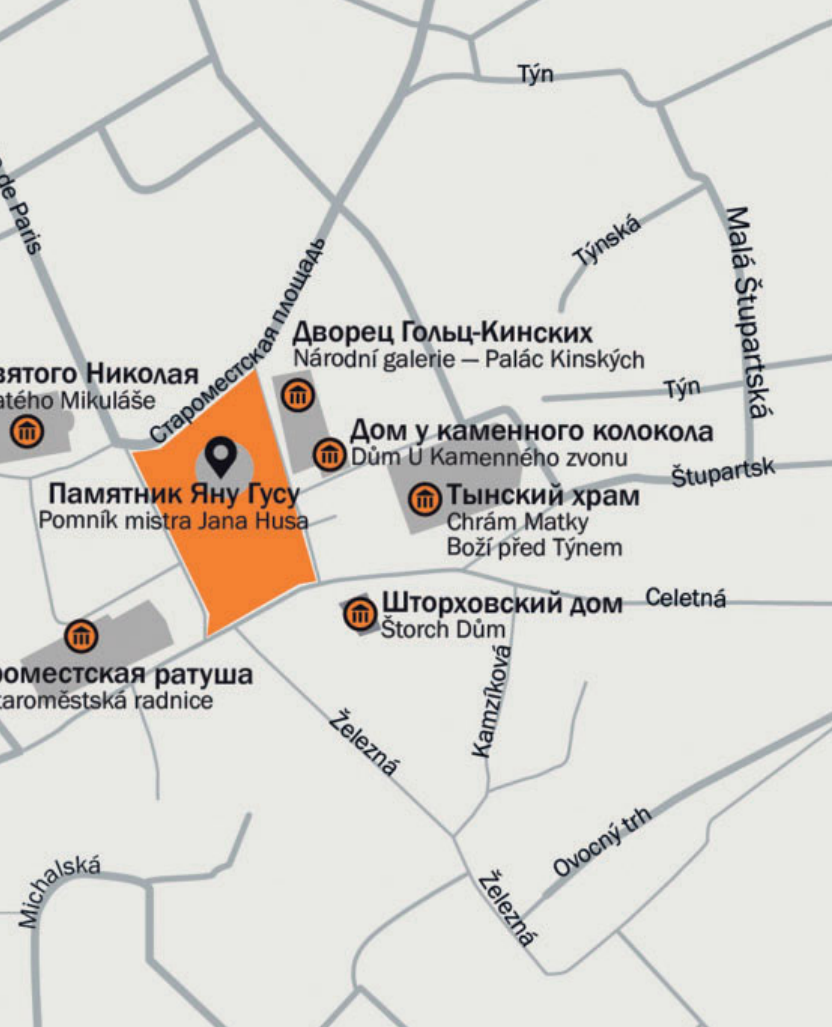 Týn
de Paris
Týnská
Malá Štupartská
Староместская площадь
Дворец Гольц-Кинских
Národní galerie — Palác Kinských
вятого Николая
atého Mikuláše
Týn
Дом у каменного колокола
Dům U Kamenného zvonu
Štupartsk
Памятник Яну Гусу
Pomník mistra Jana Husa
Тынский храм
Chrám Matky
Boží před Týnem
Шторховский дом
Štorch Dům
Celetná
роместская ратуша
taroměstská radnice
Kamzíková
Železná
Ovocný trh
Michalská
Železná